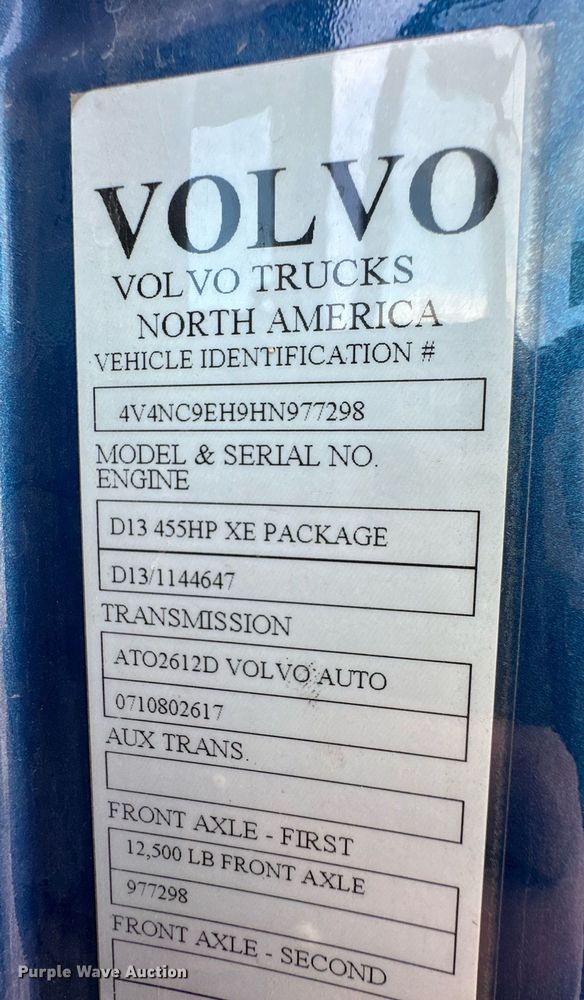 VOLVO
VOLVO TRUCKS
NORTH AMERICA
VEHICLE IDENTIFICATION #
4V4NC9EH9HN977298
MODEL & SERIAL NO.
ENGINE
D13 455HP XE PACKAGE
D13/1144647
TRANSMISSION
ATO2612D VOLVO AUTO
0710802617
AUX TRANS.
FRONT AXLE - FIRST
12,500 LB FRONT AXLE
977298
FRONT AXLE - SECOND
Purple Wave Auction